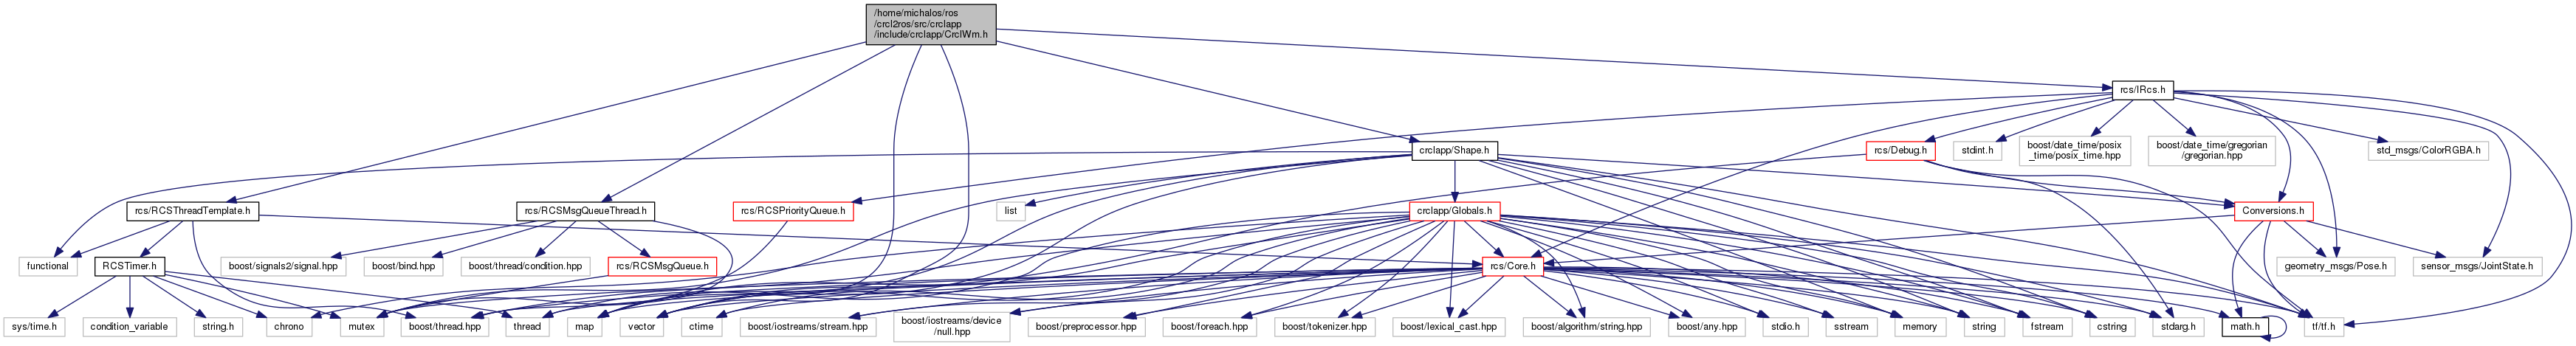 /home/michalos/ros
/crcl2ros/src/crclapp
/include/crclapp/CrclWm.h
rcs/IRcs.h
crclapp/Shape.h
rcs/Debug.h
stdint.h
boost/date_time/posix
_time/posix_time.hpp
boost/date_time/gregorian
/gregorian.hpp
std_msgs/ColorRGBA.h
rcs/RCSThreadTemplate.h
rcs/RCSMsgQueueThread.h
rcs/RCSPriorityQueue.h
list
crclapp/Globals.h
Conversions.h
functional
RCSTimer.h
boost/signals2/signal.hpp
boost/bind.hpp
boost/thread/condition.hpp
rcs/RCSMsgQueue.h
rcs/Core.h
geometry_msgs/Pose.h
sensor_msgs/JointState.h
sys/time.h
condition_variable
string.h
chrono
mutex
boost/thread.hpp
thread
map
vector
ctime
boost/iostreams/stream.hpp
boost/iostreams/device
/null.hpp
boost/preprocessor.hpp
boost/foreach.hpp
boost/tokenizer.hpp
boost/lexical_cast.hpp
boost/algorithm/string.hpp
boost/any.hpp
stdio.h
sstream
memory
string
fstream
cstring
stdarg.h
math.h
tf/tf.h